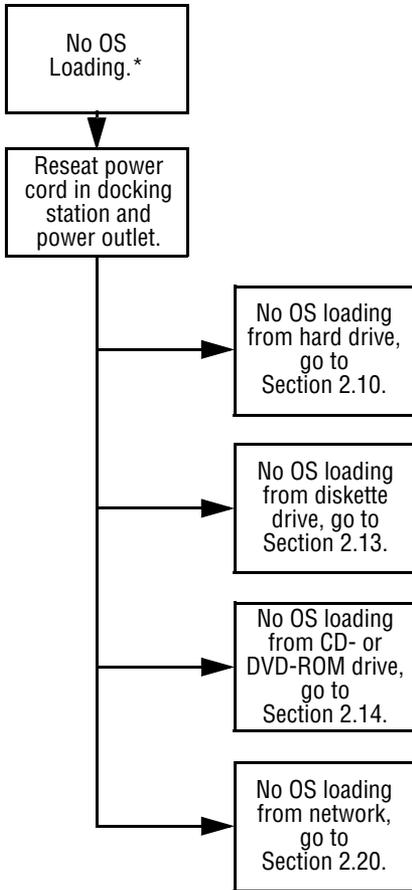 No OS
Loading.*
Reseat power
cord in docking
station and
power outlet.
No OS loading
from hard drive,
go to
Section 2.10.
No OS loading
from diskette
drive, go to
Section 2.13.
No OS loading
from CD- or
DVD-ROM drive,
go to
Section 2.14.
No OS loading
from network,
go to
Section 2.20.